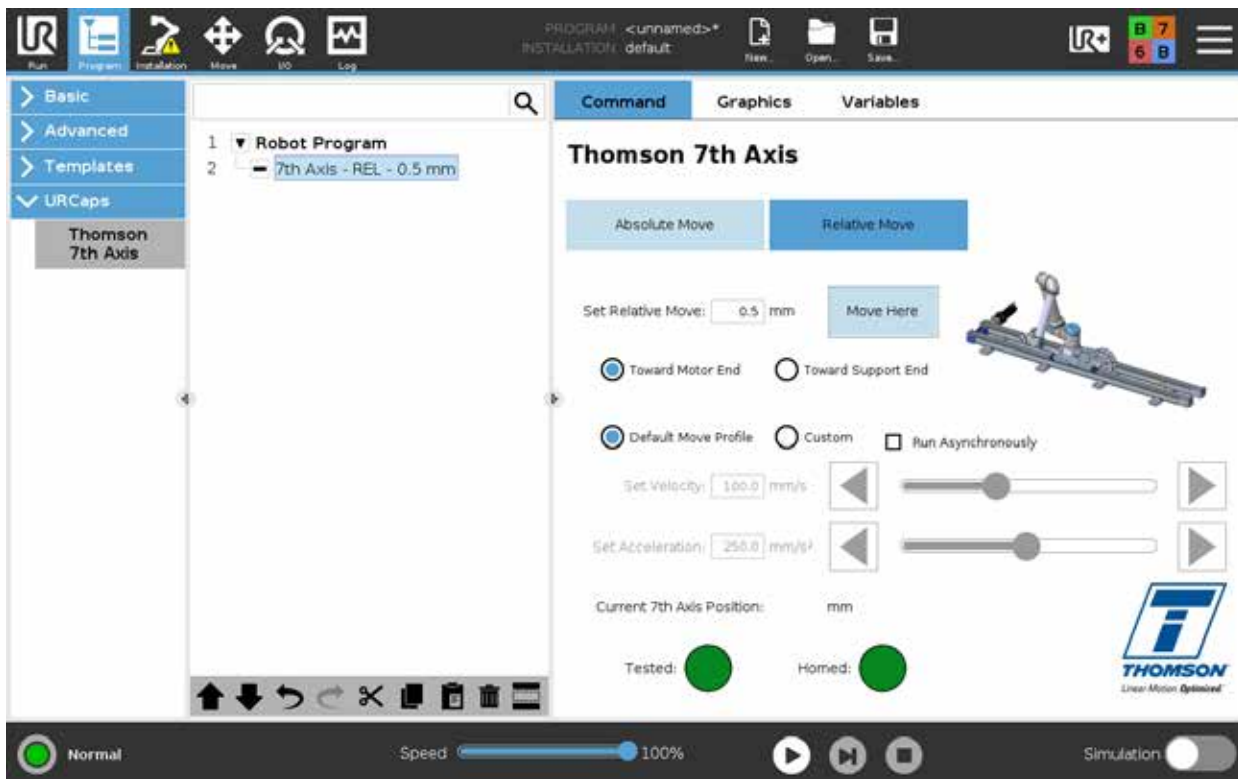 UR
PROGRAM <unnamed>*
INSTALLATION default
UR+
B 7
6 B
Run Program Installation Move I/O Log New... Open... Save...
Basic
Advanced
Templates
URCaps
Thomson
7th Axis
1 Robot Program
2 7th Axis - REL - 0.5 mm
Command Graphics Variables
Thomson 7th Axis
Absolute Move Relative Move
Set Relative Move: 0.5 mm Move Here
Toward Motor End Toward Support End
Default Move Profile Custom Run Asynchronously
Set Velocity: 100.0 mm/s
Set Acceleration: 250.0 mm/s²
Current 7th Axis Position: mm
Tested: Homed:
THOMSON
Linear Motion. Optimized.
Normal Speed 100% Simulation